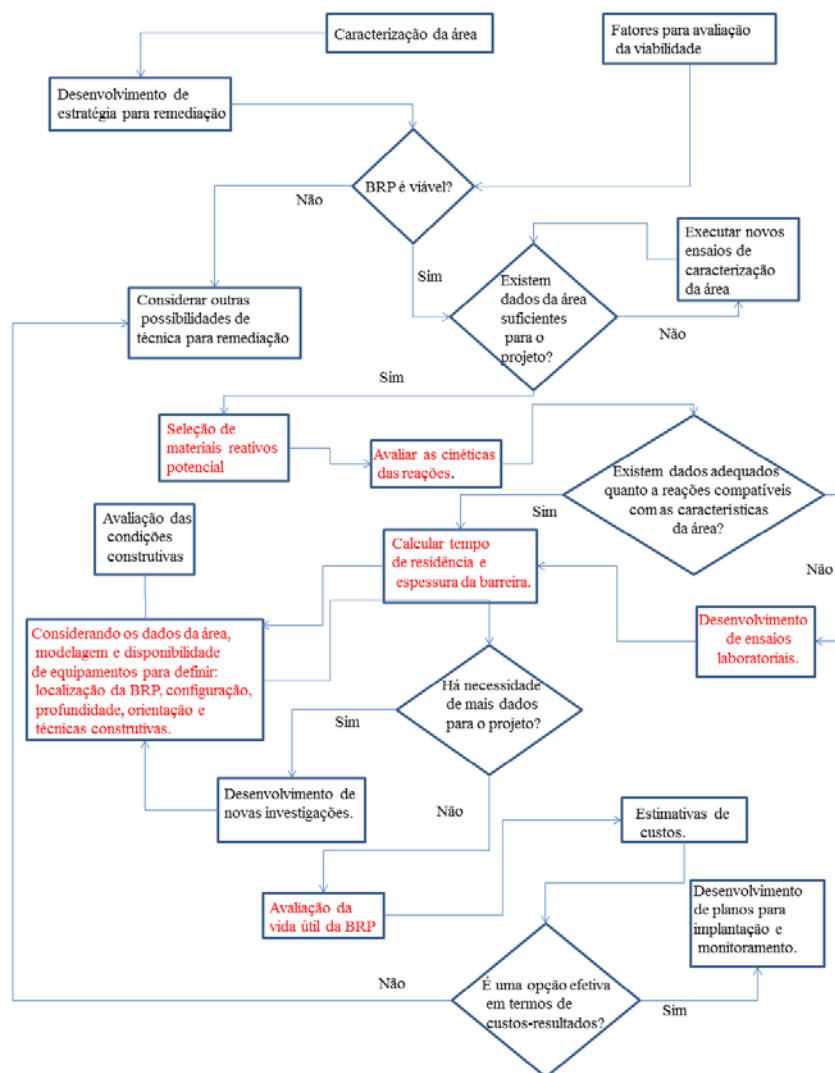 Caracterização da área
Fatores para avaliação
da viabilidade
Desenvolvimento de
estratégia para remediação
BRP é viável?
Não
Sim
Executar novos
ensaios de
caracterização
da área
Existem
dados da área
suficientes
para o
projeto?
Não
Considerar outras
possibilidades de
técnica para remediação
Sim
Seleção de
materiais reativos
potencial
Avaliar as cinéticas
das reações.
Existem dados adequados
quanto a reações compatíveis
com as características
da área?
Sim
Não
Avaliação das
condições
construtivas
Calcular tempo
de residência e
espessura da barreira.
Desenvolvimento
de ensaios
laboratoriais.
Considerando os dados da área,
modelagem e disponibilidade
de equipamentos para definir:
localização da BRP, configuração,
profundidade, orientação e
técnicas construtivas.
Há necessidade
de mais dados
para o projeto?
Sim
Não
Desenvolvimento de
novas investigações.
Estimativas de
custos.
Avaliação da
vida útil da BRP
Desenvolvimento
de planos para
implantação e
monitoramento.
É uma opção efetiva
em termos de
custos-resultados?
Não
Sim